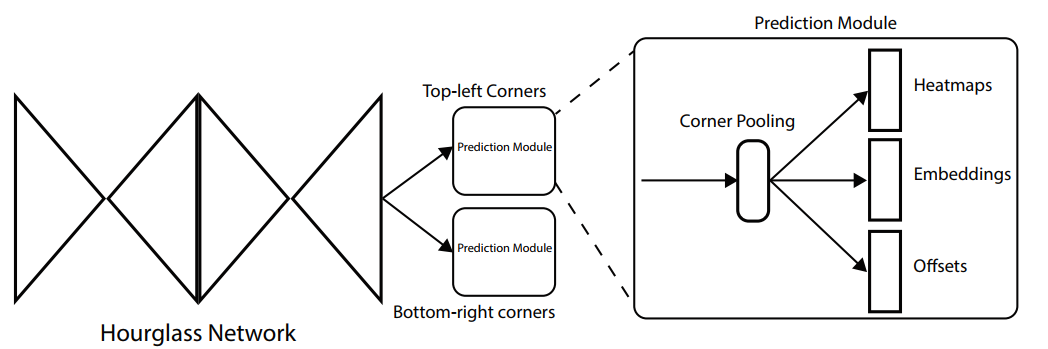 Prediction Module
Top-left Corners
Prediction Module
Prediction Module
Bottom-right corners
Hourglass Network
Corner Pooling
Heatmaps
Embeddings
Offsets